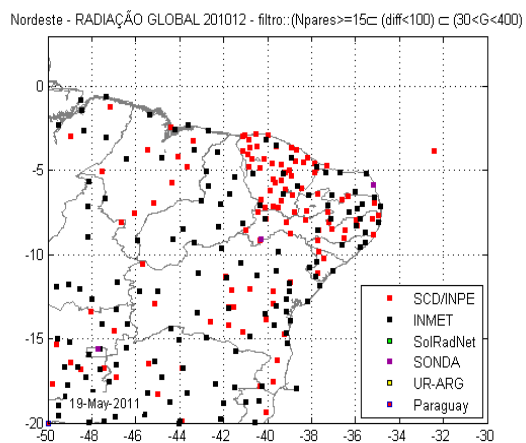 Nordeste - RADIAÇÃO GLOBAL 201012 - filtro::(Npares>=15⊂ (diff<100) ⊂ (30<G<400)
0
-5
-10
-15
-20
-50 -48 -46 -44 -42 -40 -38 -36 -34 -32 -30
SCD/INPE
INMET
SolRadNet
SONDA
UR-ARG
Paraguay
19-May-2011